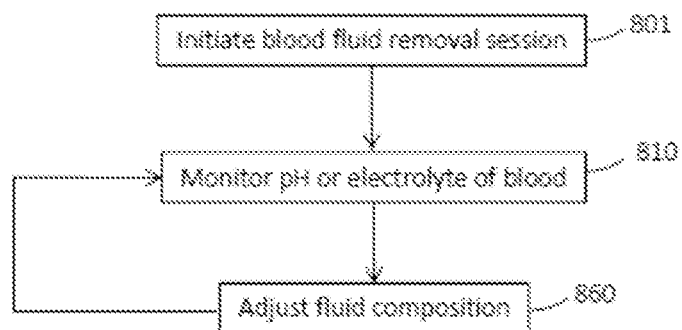 Initiate blood fluid removal session 801
Monitor pH or electrolyte of blood 810
Adjust fluid composition 860